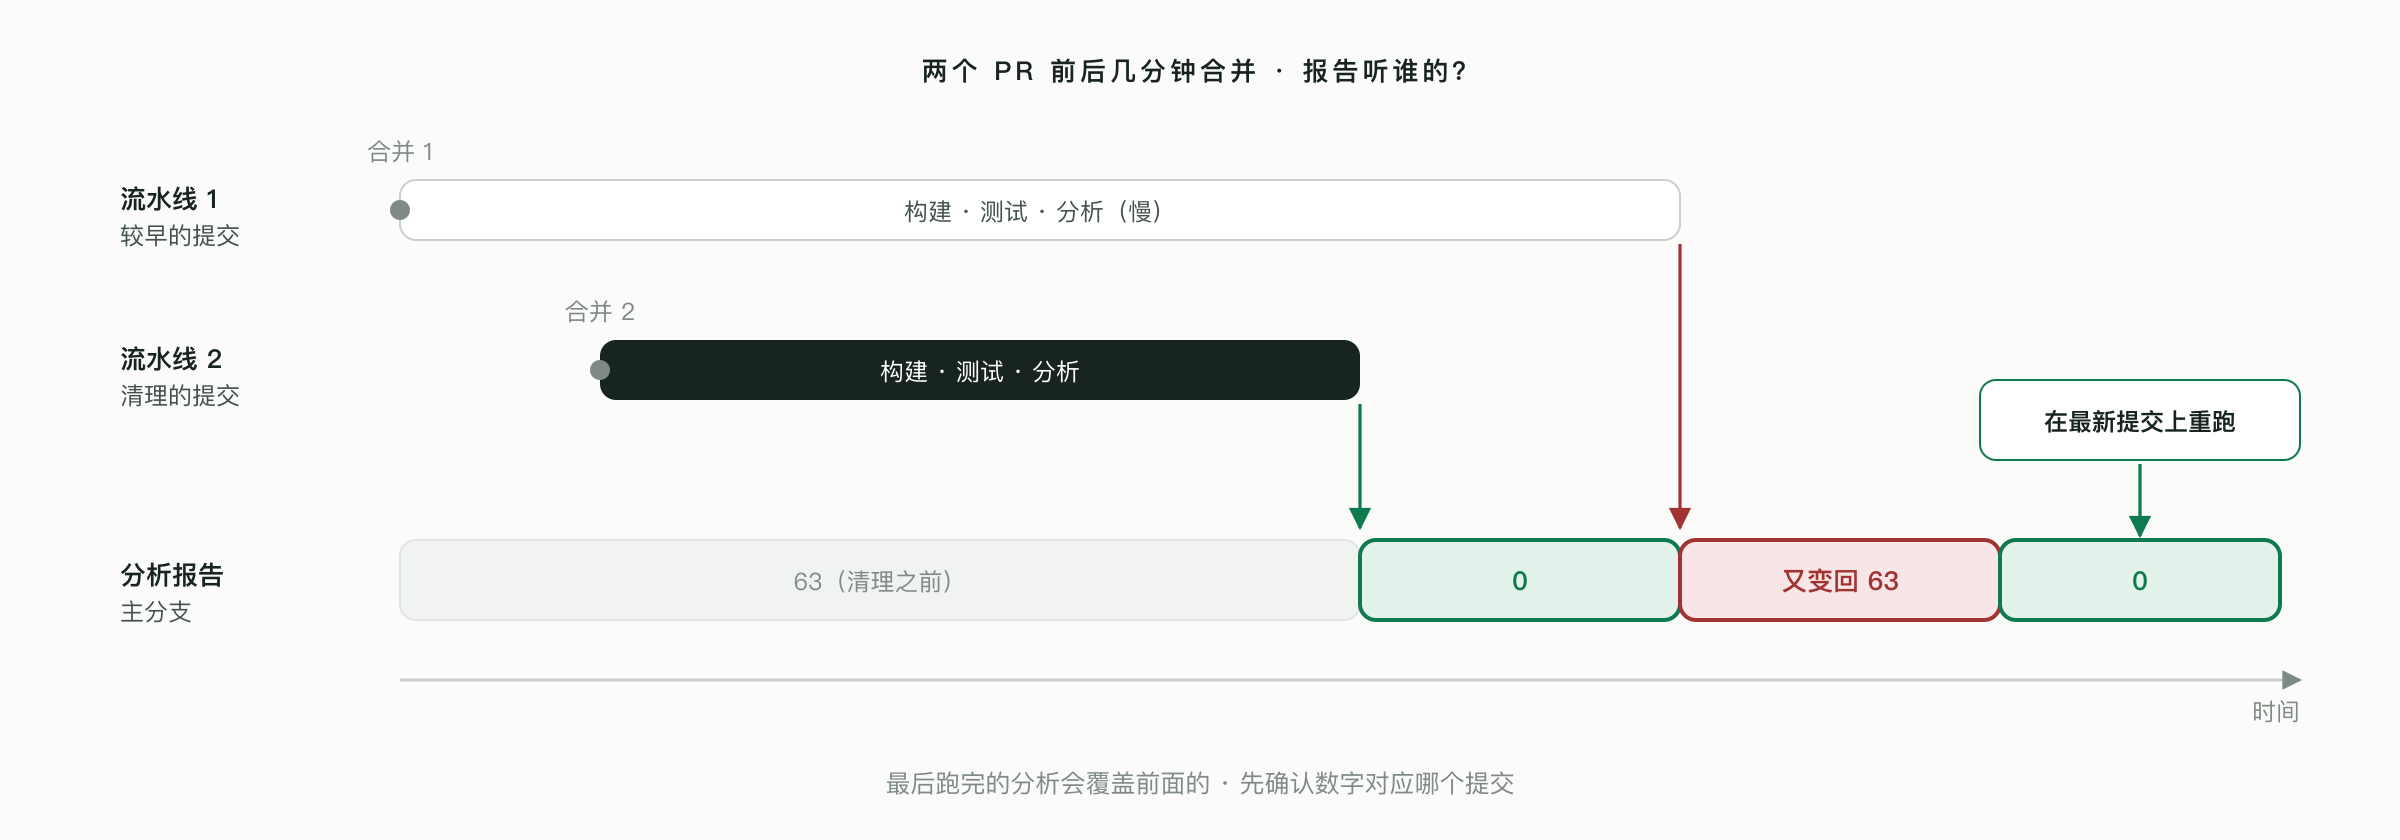 两个 PR 前后几分钟合并 · 报告听谁的?
合并 1
流水线 1
较早的提交
构建 · 测试 · 分析（慢）
合并 2
流水线 2
清理的提交
构建 · 测试 · 分析
在最新提交上重跑
分析报告
主分支
63（清理之前）
0
又变回 63
0
时间
最后跑完的分析会覆盖前面的 · 先确认数字对应哪个提交